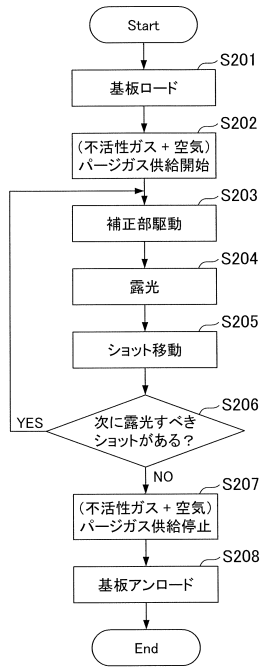 Start
S201
基板ロード
S202
(不活性ガス + 空気)
パージガス供給開始
S203
補正部駆動
S204
露光
S205
ショット移動
S206
次に露光すべき
ショットがある?
YES
NO
S207
(不活性ガス + 空気)
パージガス供給停止
S208
基板アンロード
End